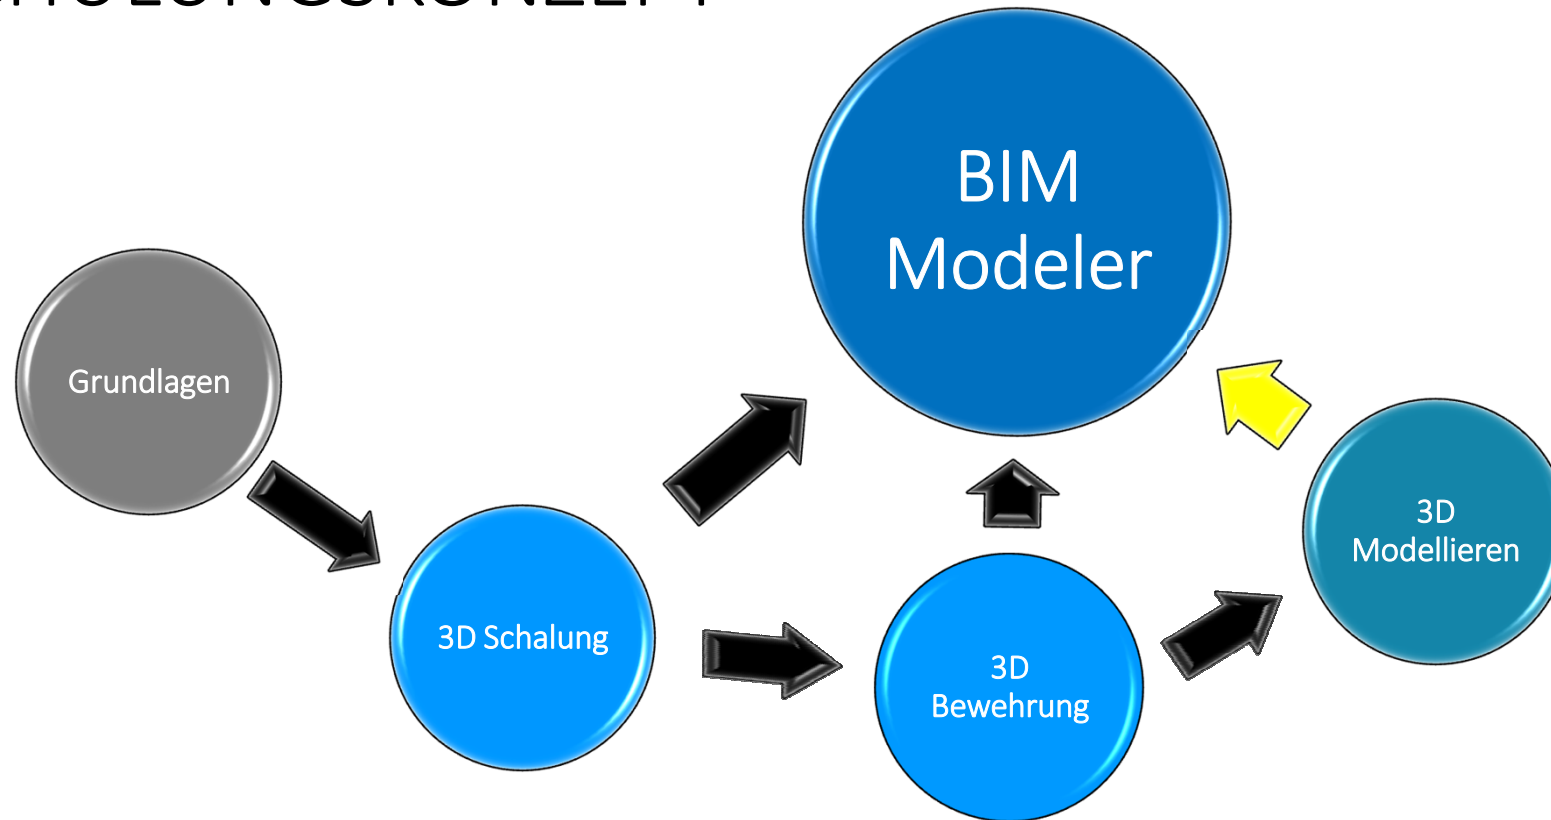 BIM
Modeler
Grundlagen
3D
Modellieren
3D Schalung
3D
Bewehrung